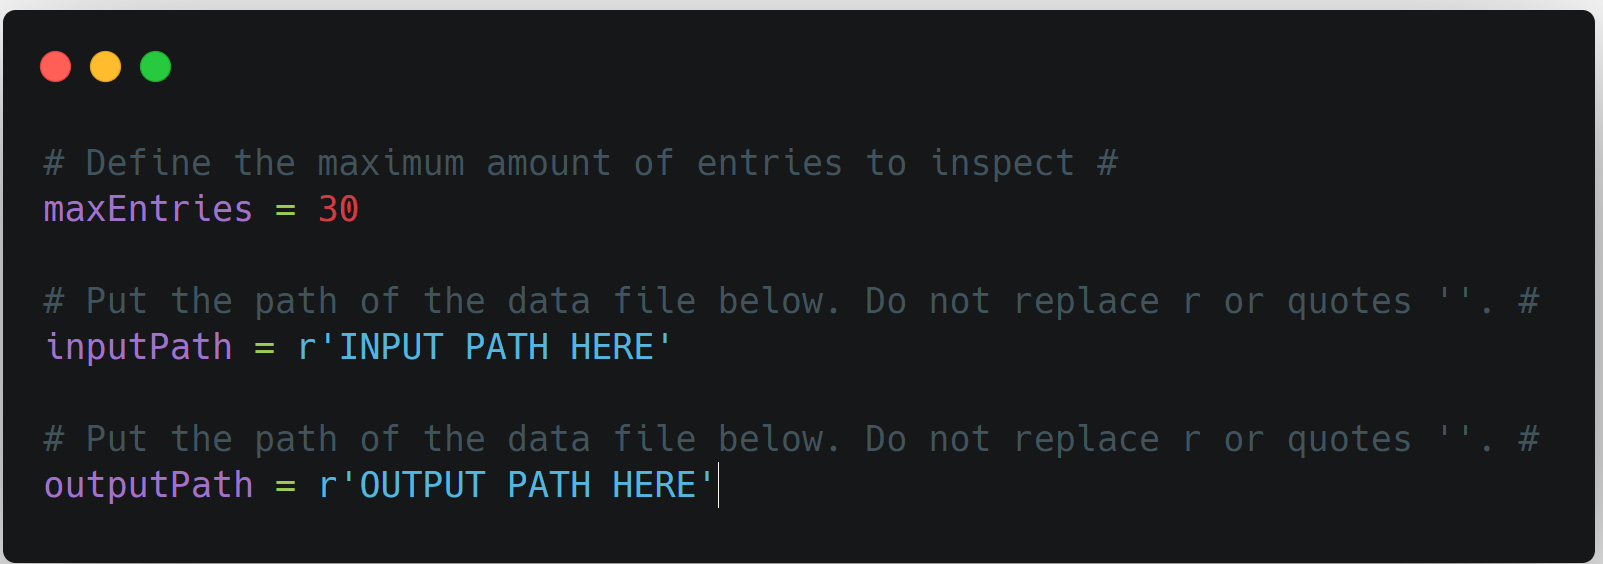 # Define the maximum amount of entries to inspect #
maxEntries = 30
# Put the path of the data file below. Do not replace r or quotes ''. #
inputPath = r'INPUT PATH HERE'
# Put the path of the data file below. Do not replace r or quotes ''. #
outputPath = r'OUTPUT PATH HERE'